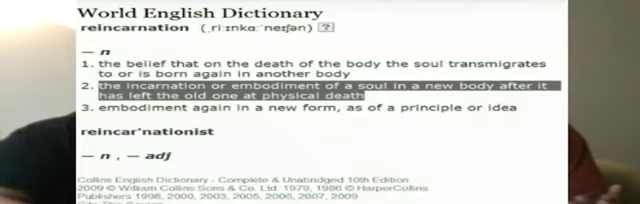 World English Dictionary
reincarnation (ˌriːɪnkɑːˈneɪʃən) ?
— n
1. the belief that on the death of the body the soul transmigrates
to or is born again in another body
2. the incarnation or embodiment of a soul in a new body after it
has left the old one at physical death
3. embodiment again in a new form, as of a principle or idea
reincar'nationist
— n , — adj
Collins English Dictionary - Complete & Unabridged 10th Edition
2009 © William Collins Sons & Co. Ltd. 1979, 1986 © HarperCollins
Publishers 1998, 2000, 2003, 2005, 2006, 2007, 2009
Cite This Source